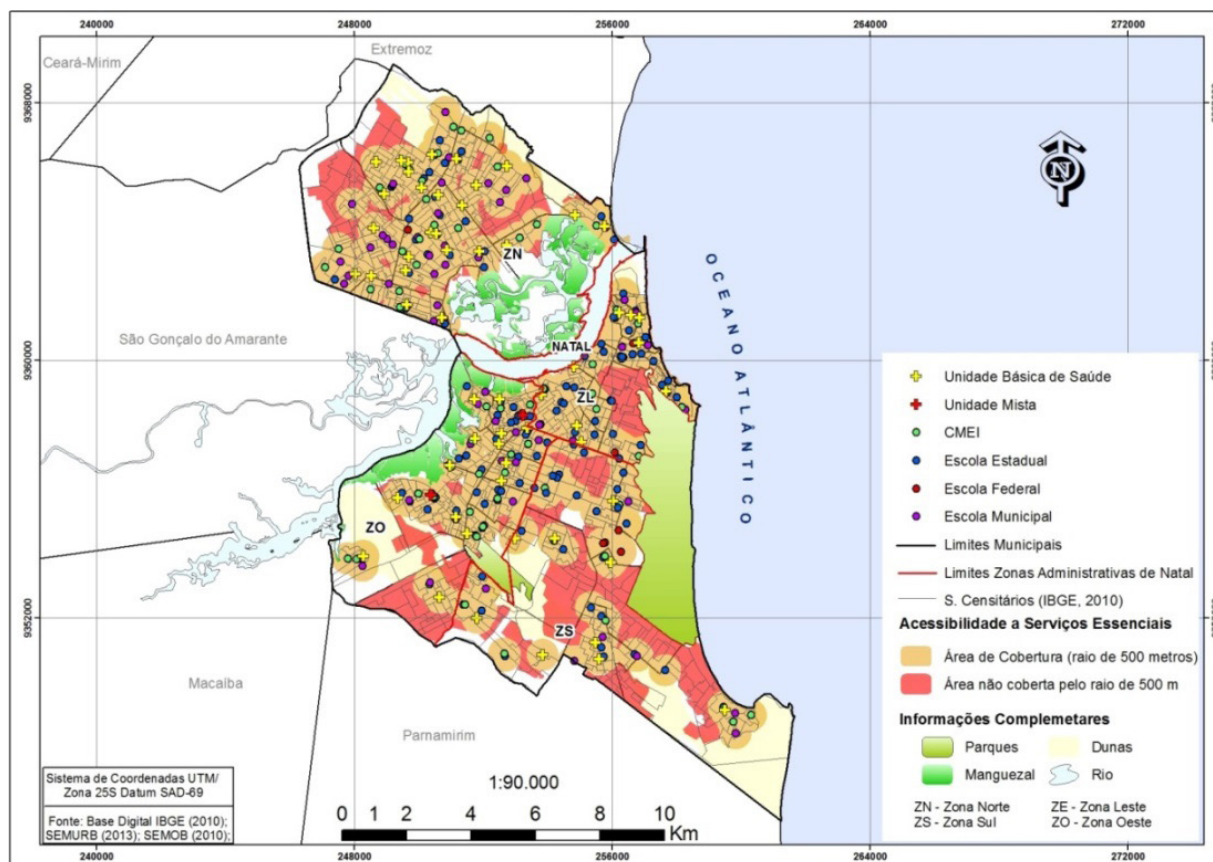 240000
248000
256000
264000
272000
Extremoz
Ceará-Mirim
9368000
N
ZN
OCEANO ATLÂNTICO
São Gonçalo do Amarante
NATAL
9360000
ZL
ZO
ZS
9352000
Macaíba
Parnamirim
Unidade Básica de Saúde
Unidade Mista
CMEI
Escola Estadual
Escola Federal
Escola Municipal
Limites Municipais
Limites Zonas Administrativas de Natal
S. Censitários (IBGE, 2010)
Acessibilidade a Serviços Essenciais
Área de Cobertura (raio de 500 metros)
Área não coberta pelo raio de 500 m
Informações Complemetares
Parques
Dunas
Manguezal
Rio
ZN - Zona Norte
ZE - Zona Leste
ZS - Zona Sul
ZO - Zona Oeste
Sistema de Coordenadas UTM/
Zona 25S Datum SAD-69
Fonte: Base Digital IBGE (2010);
SEMURB (2013); SEMOB (2010);
1:90.000
0 1 2 4 6 8 10
Km
240000
248000
256000
264000
272000